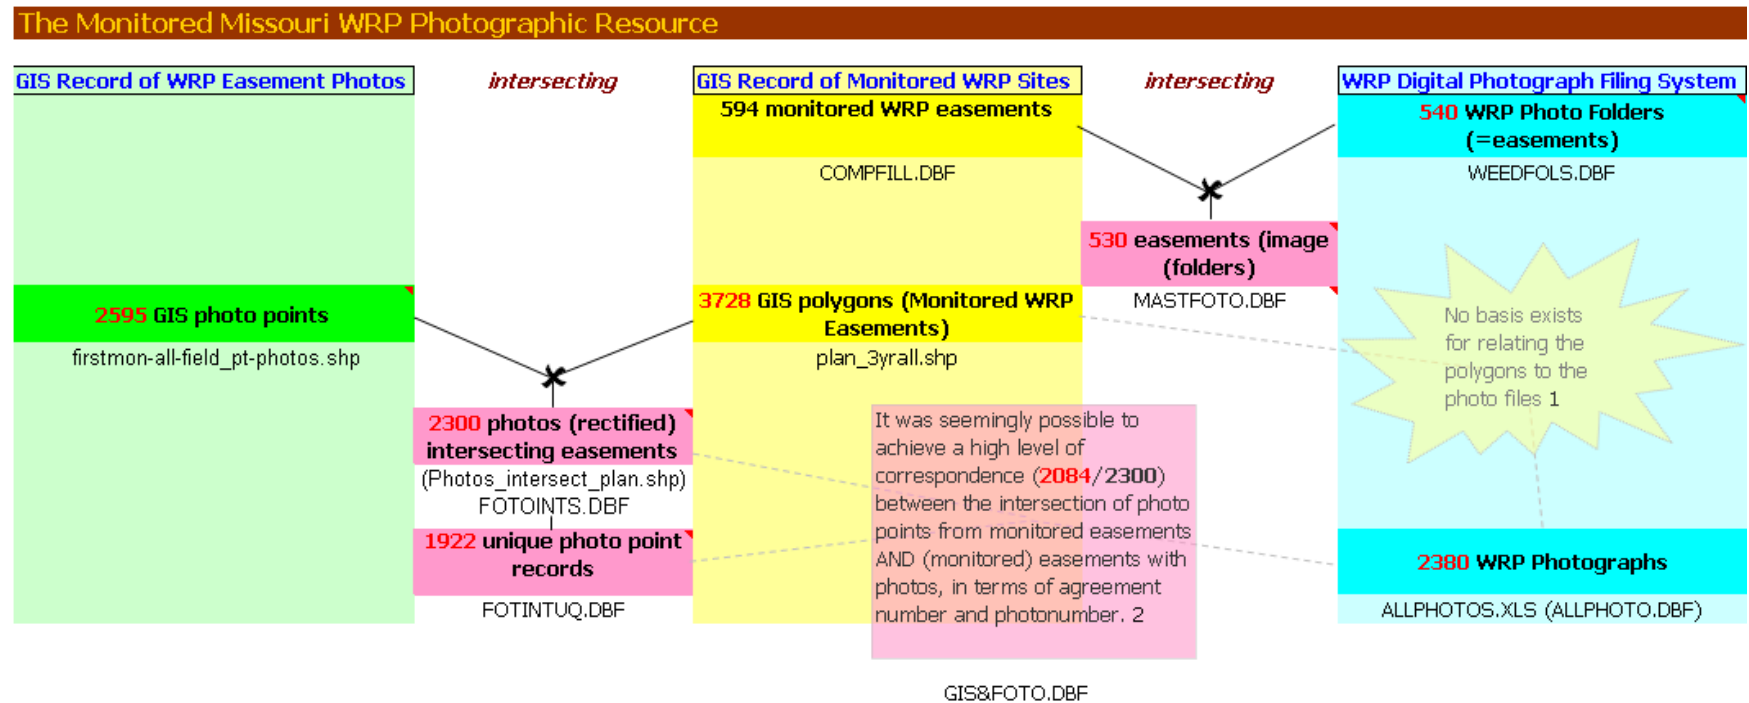 The Monitored Missouri WRP Photographic Resource
GIS Record of WRP Easement Photos
intersecting
GIS Record of Monitored WRP Sites
intersecting
WRP Digital Photograph Filing System
594 monitored WRP easements
540 WRP Photo Folders
(=easements)
COMPFILL.DBF
WEEDFOLS.DBF
530 easements (image
(folders)
MASTFOTO.DBF
2595 GIS photo points
firstmon-all-field_pt-photos.shp
3728 GIS polygons (Monitored WRP
Easements)
plan_3yrall.shp
No basis exists
for relating the
polygons to the
photo files 1
2300 photos (rectified)
intersecting easements
(Photos_intersect_plan.shp)
FOTOINTS.DBF
1922 unique photo point
records
FOTINTUQ.DBF
It was seemingly possible to
achieve a high level of
correspondence (2084/2300)
between the intersection of photo
points from monitored easements
AND (monitored) easements with
photos, in terms of agreement
number and photonumber. 2
2380 WRP Photographs
ALLPHOTOS.XLS (ALLPHOTO.DBF)
GIS&FOTO.DBF